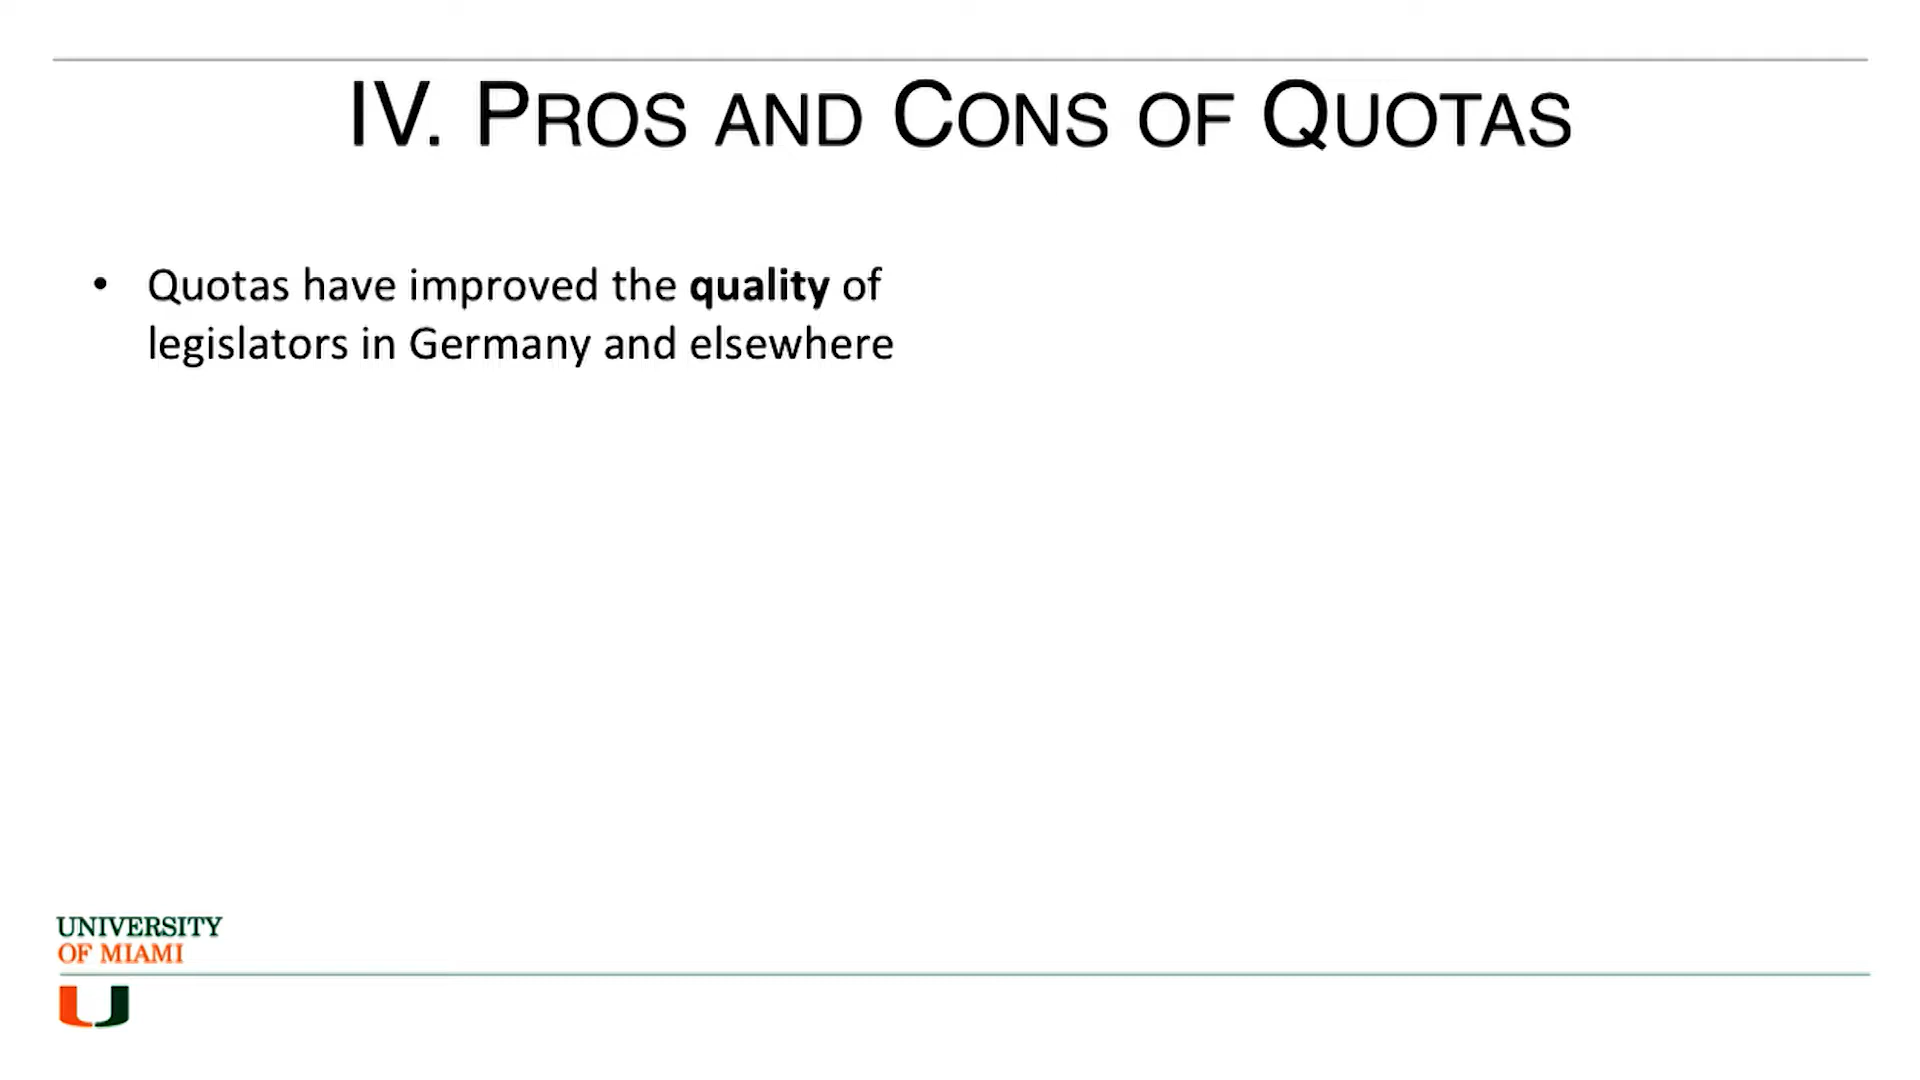 IV. PROS AND CONS OF QUOTAS
• Quotas have improved the quality of
legislators in Germany and elsewhere
UNIVERSITY
OF MIAMI